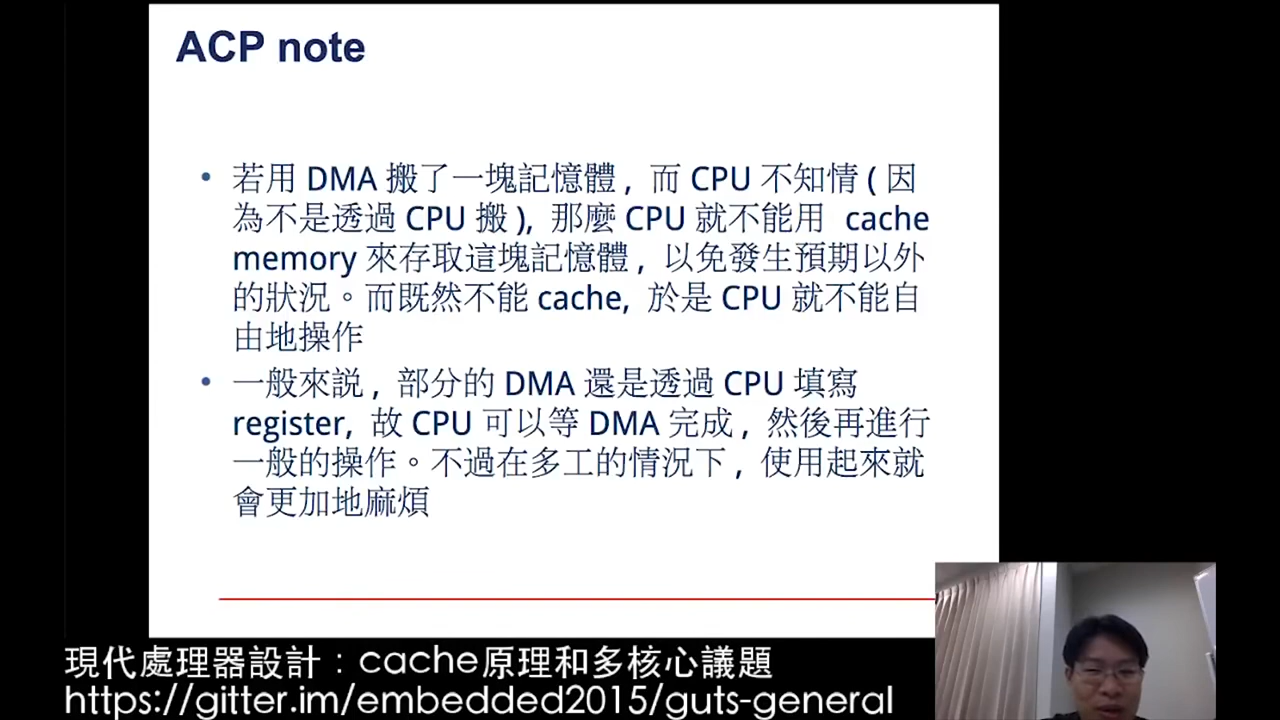 ACP note
• 若用 DMA 搬了一塊記憶體 , 而 CPU 不知情 ( 因
為不是透過 CPU 搬 ), 那麼 CPU 就不能用 cache
memory 來存取這塊記憶體 , 以免發生預期以外
的狀況。而既然不能 cache, 於是 CPU 就不能自
由地操作
• 一般來説 , 部分的 DMA 還是透過 CPU 填寫
register, 故 CPU 可以等 DMA 完成 , 然後再進行
一般的操作。不過在多工的情況下 , 使用起來就
會更加地麻煩
現代處理器設計：cache原理和多核心議題
https://gitter.im/embedded2015/guts-general